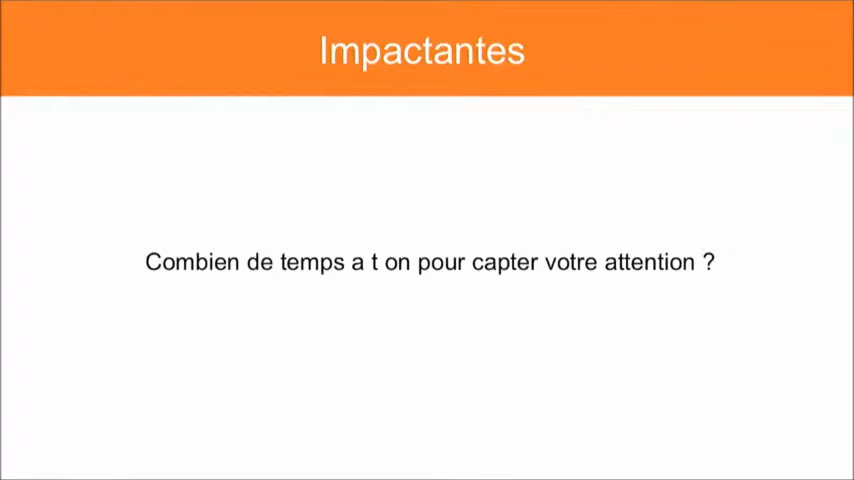 Impactantes
Combien de temps a t on pour capter votre attention ?